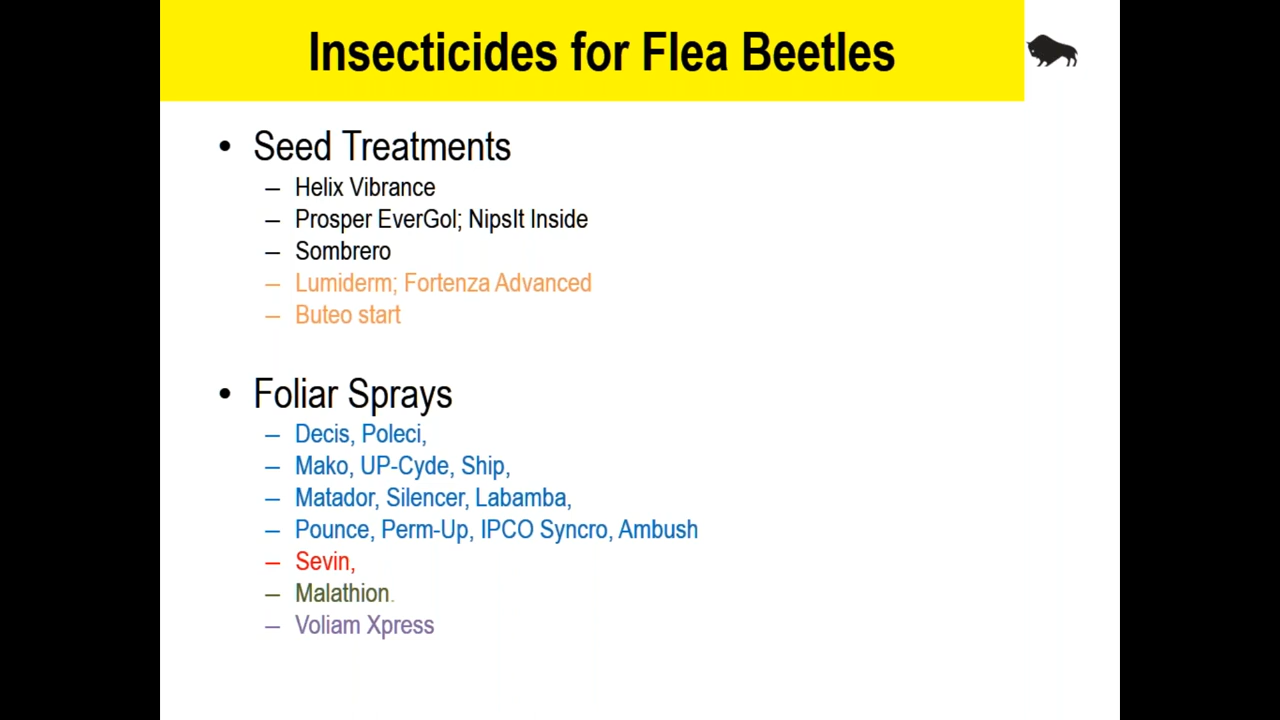 Insecticides for Flea Beetles
• Seed Treatments
– Helix Vibrance
– Prosper EverGol; NipsIt Inside
– Sombrero
– Lumiderm; Fortenza Advanced
– Buteo start
• Foliar Sprays
– Decis, Poleci,
– Mako, UP-Cyde, Ship,
– Matador, Silencer, Labamba,
– Pounce, Perm-Up, IPCO Syncro, Ambush
– Sevin,
– Malathion.
– Voliam Xpress